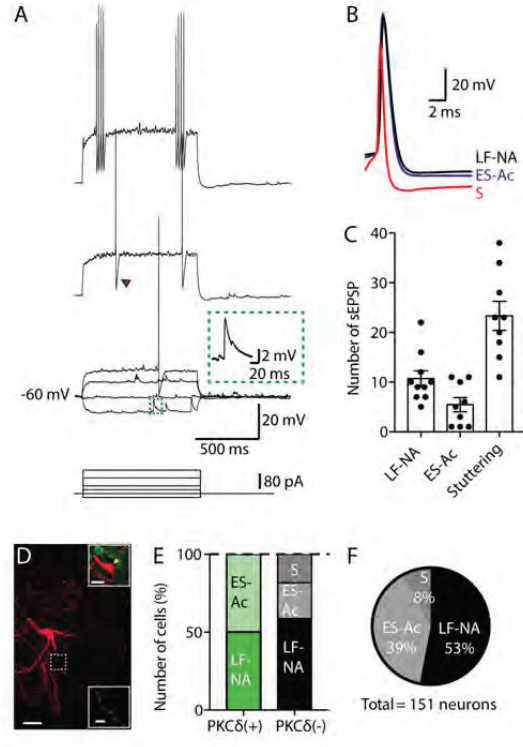 A
B
20 mV
2 ms
LF-NA
ES-Ac
S
C
Number of sEPSP
40
30
20
10
0
LF-NA
ES-Ac
Stuttering
2 mV
20 ms
-60 mV
20 mV
500 ms
80 pA
D
E
Number of cells (%)
100
50
0
ES-
Ac
LF-
NA
S
ES-
Ac
LF-
NA
PKCδ(+)
PKCδ(-)
F
S
8%
ES-Ac
39%
LF-NA
53%
Total = 151 neurons